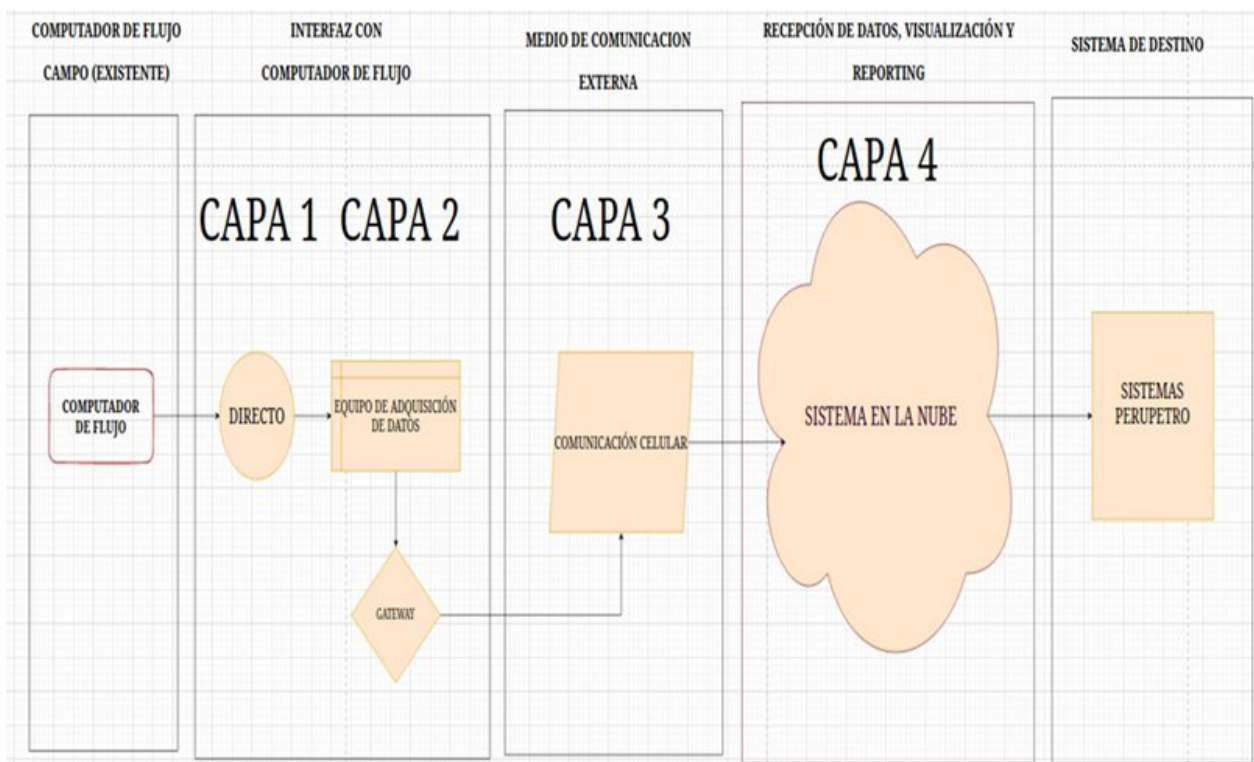 COMPUTADOR DE FLUJO
CAMPO (EXISTENTE)
INTERFAZ CON
COMPUTADOR DE FLUJO
MEDIO DE COMUNICACION
EXTERNA
RECEPCIÓN DE DATOS, VISUALIZACIÓN Y
REPORTING
SISTEMA DE DESTINO
CAPA 1
CAPA 2
CAPA 3
CAPA 4
COMPUTADOR
DE FLUJO
DIRECTO
EQUIPO DE ADQUISICIÓN
DE DATOS
GATEWAY
COMUNICACIÓN CELULAR
SISTEMA EN LA NUBE
SISTEMAS
PERUPETRO